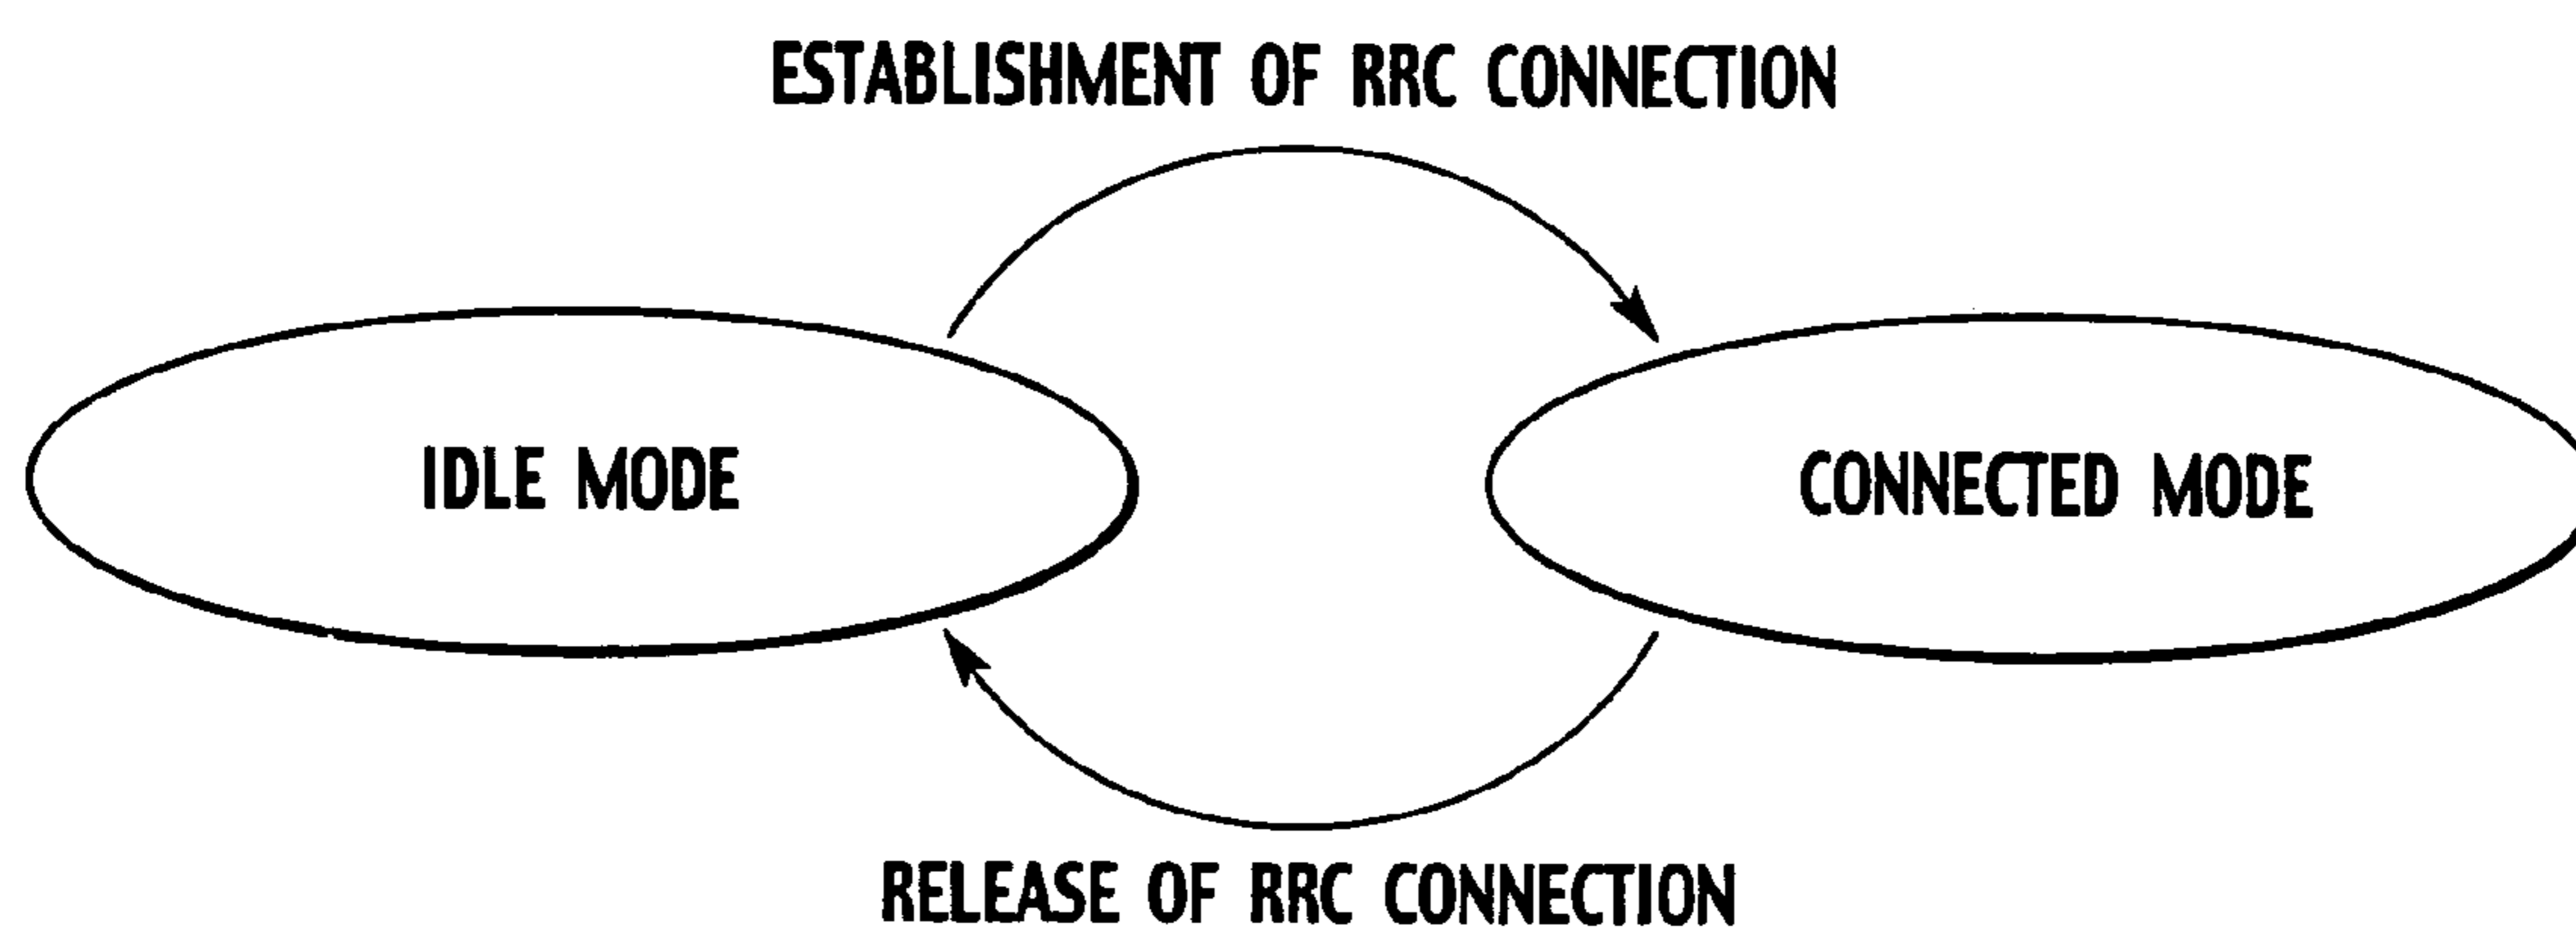 ESTABLISHMENT OF RRC CONNECTION
IDLE MODE
CONNECTED MODE
RELEASE OF RRC CONNECTION